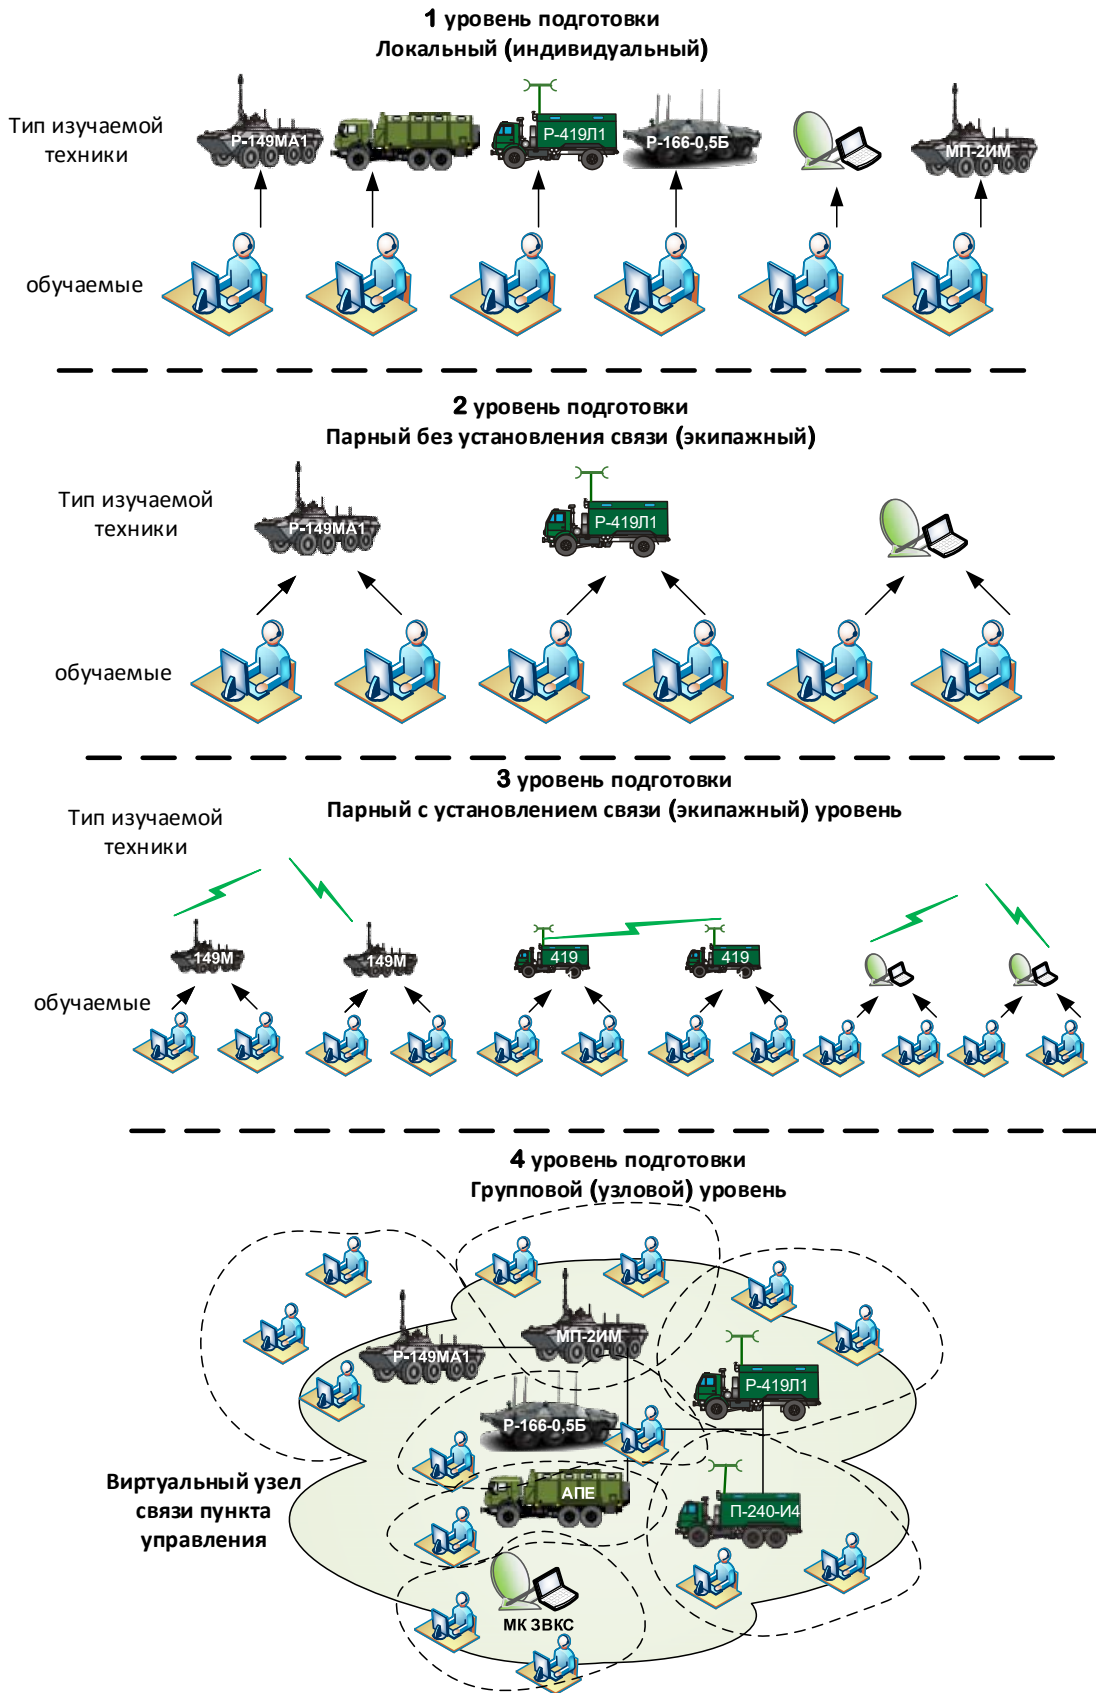 1 уровень подготовки
Локальный (индивидуальный)
Тип изучаемой
техники
Р-149МА1
Р-419Л1
Р-166-0,5Б
МП-2ИМ
обучаемые
2 уровень подготовки
Парный без установления связи (экипажный)
Тип изучаемой
техники
Р-149МА1
Р-419Л1
обучаемые
3 уровень подготовки
Парный с установлением связи (экипажный) уровень
Тип изучаемой
техники
149М
149М
419
419
обучаемые
4 уровень подготовки
Групповой (узловой) уровень
МП-2ИМ
Р-149МА1
Р-419Л1
Р-166-0,5Б
Виртуальный узел
связи пункта
управления
АПЕ
П-240-И4
МК ЗВКС